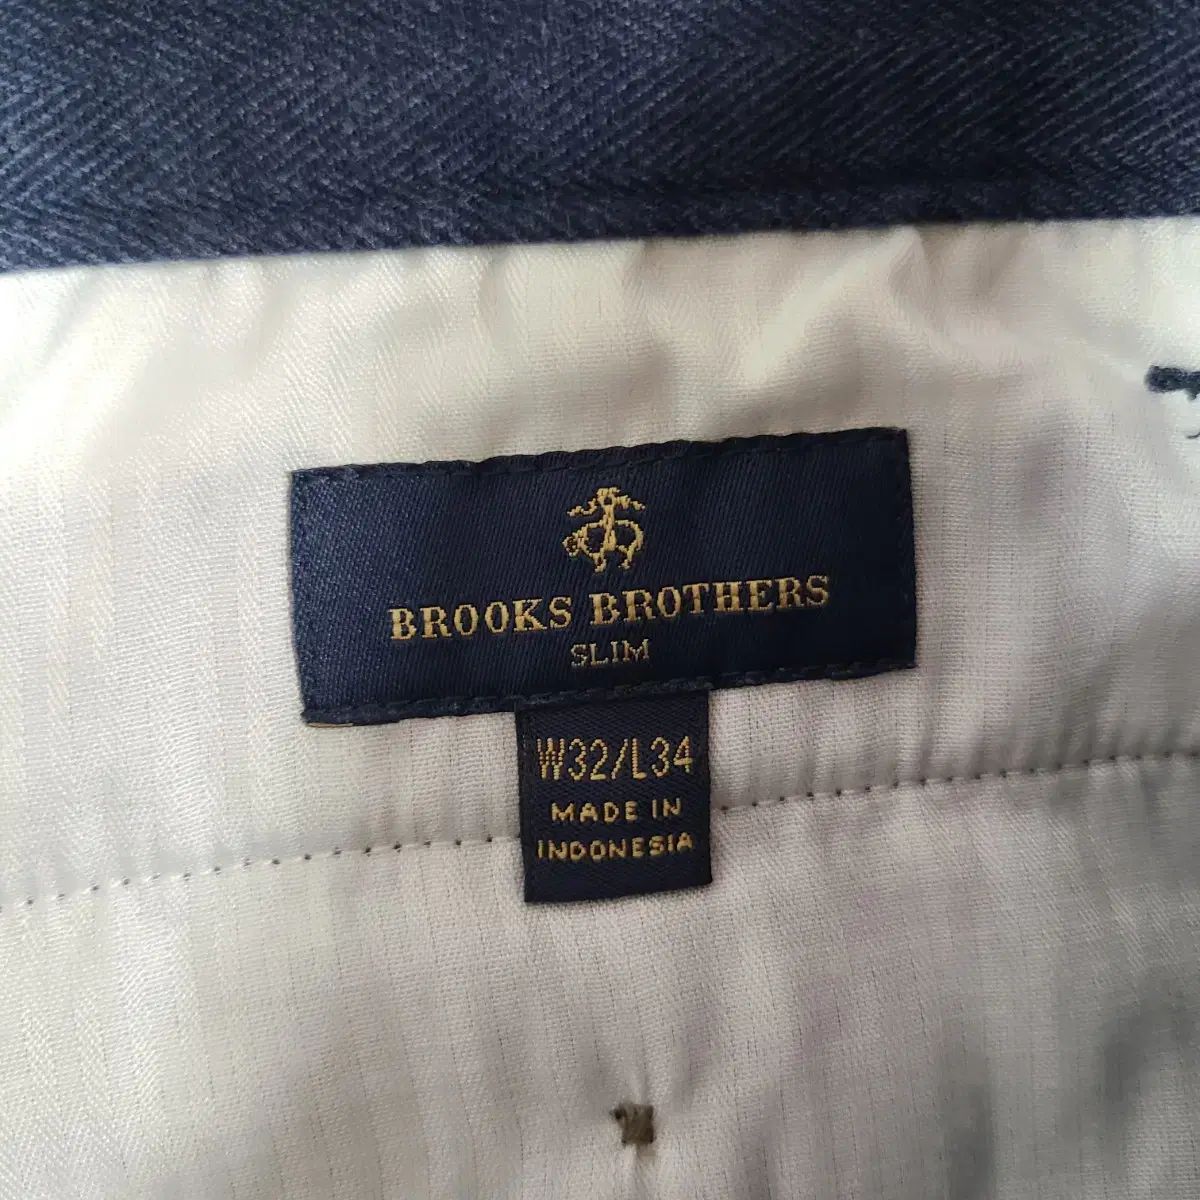 BROOKS BROTHERS
SLIM
W32/L34
MADE IN
INDONESIA